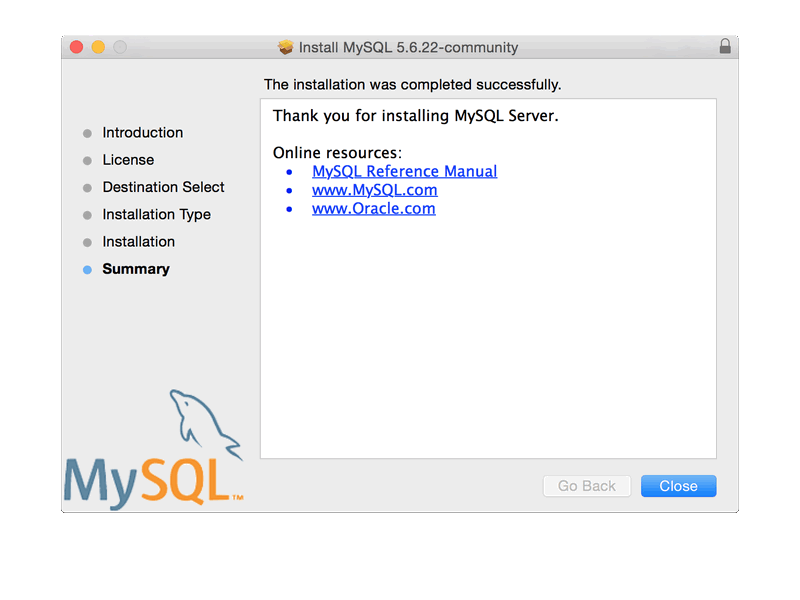 Install MySQL 5.6.22-community
The installation was completed successfully.
Introduction
License
Destination Select
Installation Type
Installation
Summary
Thank you for installing MySQL Server.
Online resources:
• MySQL Reference Manual
• www.MySQL.com
• www.Oracle.com
MySQL™
Go Back
Close